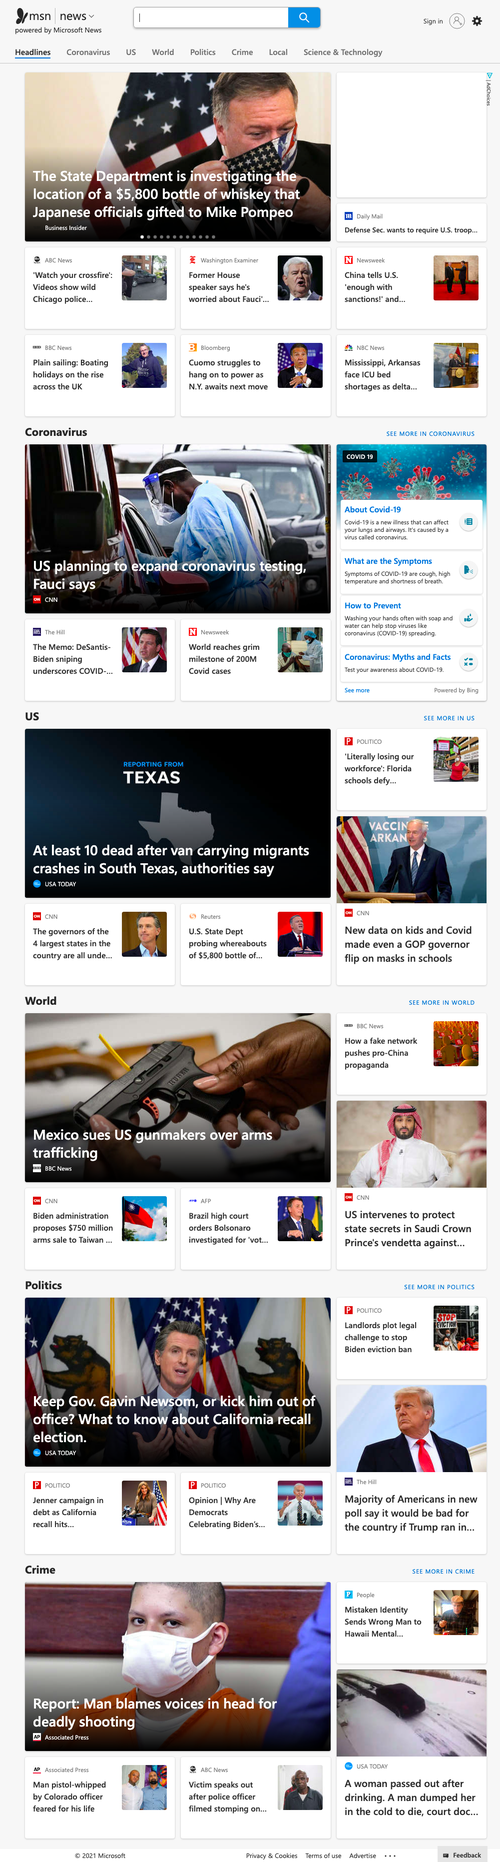 msn | news
powered by Microsoft News
Sign in
Headlines Coronavirus US World Politics Crime Local Science & Technology
The State Department is investigating the
location of a $5,800 bottle of whiskey that
Japanese officials gifted to Mike Pompeo
Business Insider
AdChoices
Daily Mail
Defense Sec. wants to require U.S. troop...
ABC News
'Watch your crossfire':
Videos show wild
Chicago police...
Washington Examiner
Former House
speaker says he's
worried about Fauci'...
Newsweek
China tells U.S.
'enough with
sanctions!' and...
BBC News
Plain sailing: Boating
holidays on the rise
across the UK
Bloomberg
Cuomo struggles to
hang on to power as
N.Y. awaits next move
NBC News
Mississippi, Arkansas
face ICU bed
shortages as delta...
Coronavirus
SEE MORE IN CORONAVIRUS
US planning to expand coronavirus testing,
Fauci says
CNN
COVID 19
About Covid-19
Covid-19 is a new illness that can affect
your lungs and airways. It's caused by a
virus called coronavirus.
What are the Symptoms
Symptoms of COVID-19 are cough, high
temperature and shortness of breath.
How to Prevent
Washing your hands often with soap and
water can help stop viruses like
coronavirus (COVID-19) spreading.
Coronavirus: Myths and Facts
Test your awareness about COVID-19.
See more
Powered by Bing
The Hill
The Memo: DeSantis-
Biden sniping
underscores COVID-...
Newsweek
World reaches grim
milestone of 200M
Covid cases
US
SEE MORE IN US
REPORTING FROM
TEXAS
At least 10 dead after van carrying migrants
crashes in South Texas, authorities say
USA TODAY
POLITICO
'Literally losing our
workforce': Florida
schools defy...
VACCIN
ARKAN
CNN
New data on kids and Covid
made even a GOP governor
flip on masks in schools
CNN
The governors of the
4 largest states in the
country are all unde...
Reuters
U.S. State Dept
probing whereabouts
of $5,800 bottle of...
World
SEE MORE IN WORLD
Mexico sues US gunmakers over arms
trafficking
BBC News
BBC News
How a fake network
pushes pro-China
propaganda
CNN
US intervenes to protect
state secrets in Saudi Crown
Prince's vendetta against...
CNN
Biden administration
proposes $750 million
arms sale to Taiwan ...
AFP
Brazil high court
orders Bolsonaro
investigated for 'vot...
Politics
SEE MORE IN POLITICS
Keep Gov. Gavin Newsom, or kick him out of
office? What to know about California recall
election.
USA TODAY
POLITICO
Landlords plot legal
challenge to stop
Biden eviction ban
STOP
EVICTION
The Hill
Majority of Americans in new
poll say it would be bad for
the country if Trump ran in...
POLITICO
Jenner campaign in
debt as California
recall hits...
POLITICO
Opinion | Why Are
Democrats
Celebrating Biden's...
Crime
SEE MORE IN CRIME
Report: Man blames voices in head for
deadly shooting
Associated Press
People
Mistaken Identity
Sends Wrong Man to
Hawaii Mental...
USA TODAY
A woman passed out after
drinking. A man dumped her
in the cold to die, court doc...
Associated Press
Man pistol-whipped
by Colorado officer
feared for his life
ABC News
Victim speaks out
after police officer
filmed stomping on...
© 2021 Microsoft
Privacy & Cookies Terms of use Advertise ...
Feedback